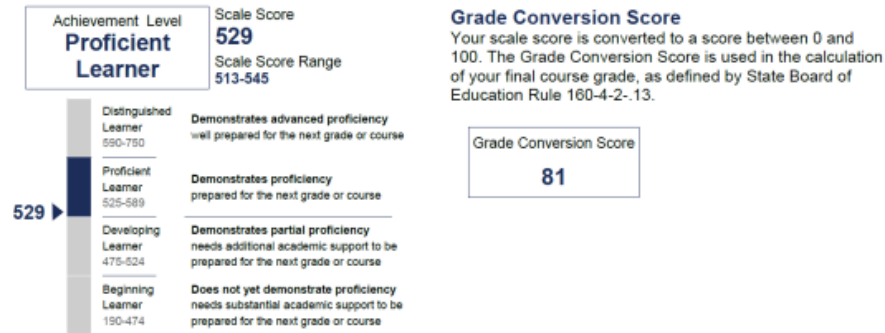 Achievement Level
Proficient
Learner
Scale Score
529
Scale Score Range
513-545
Distinguished
Learner
590-750
Demonstrates advanced proficiency
well prepared for the next grade or course
Proficient
Learner
525-589
Demonstrates proficiency
prepared for the next grade or course
529
Developing
Learner
475-524
Demonstrates partial proficiency
needs additional academic support to be
prepared for the next grade or course
Beginning
Learner
190-474
Does not yet demonstrate proficiency
needs substantial academic support to be
prepared for the next grade or course
Grade Conversion Score
Your scale score is converted to a score between 0 and
100. The Grade Conversion Score is used in the calculation
of your final course grade, as defined by State Board of
Education Rule 160-4-2-.13.
Grade Conversion Score
81